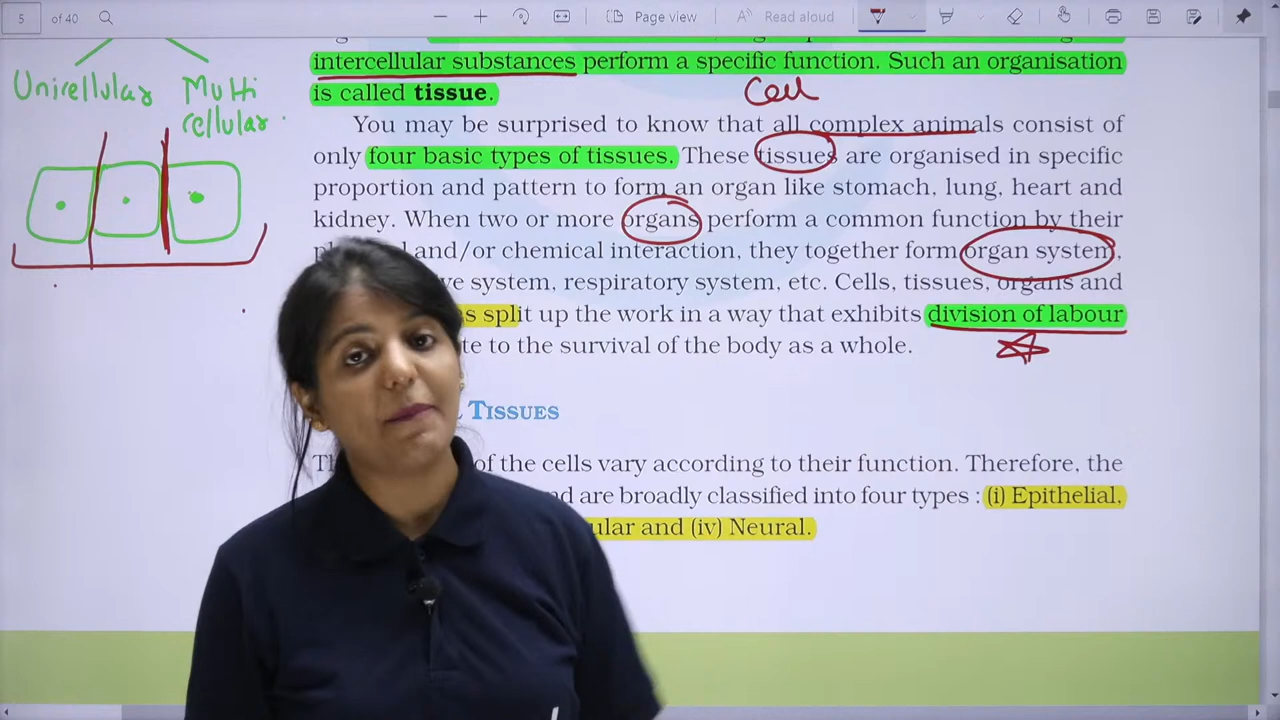 5 of 40
Page view
Read aloud
intercellular substances perform a specific function. Such an organisation
is called tissue.
Cell
Unicellular Multi
cellular
You may be surprised to know that all complex animals consist of
only four basic types of tissues. These tissues are organised in specific
proportion and pattern to form an organ like stomach, lung, heart and
kidney. When two or more organs perform a common function by their
and/or chemical interaction, they together form organ system,
system, respiratory system, etc. Cells, tissues, organs and
split up the work in a way that exhibits division of labour
to the survival of the body as a whole.
Tissues
of the cells vary according to their function. Therefore, the
are broadly classified into four types : (i) Epithelial,
and (iv) Neural.